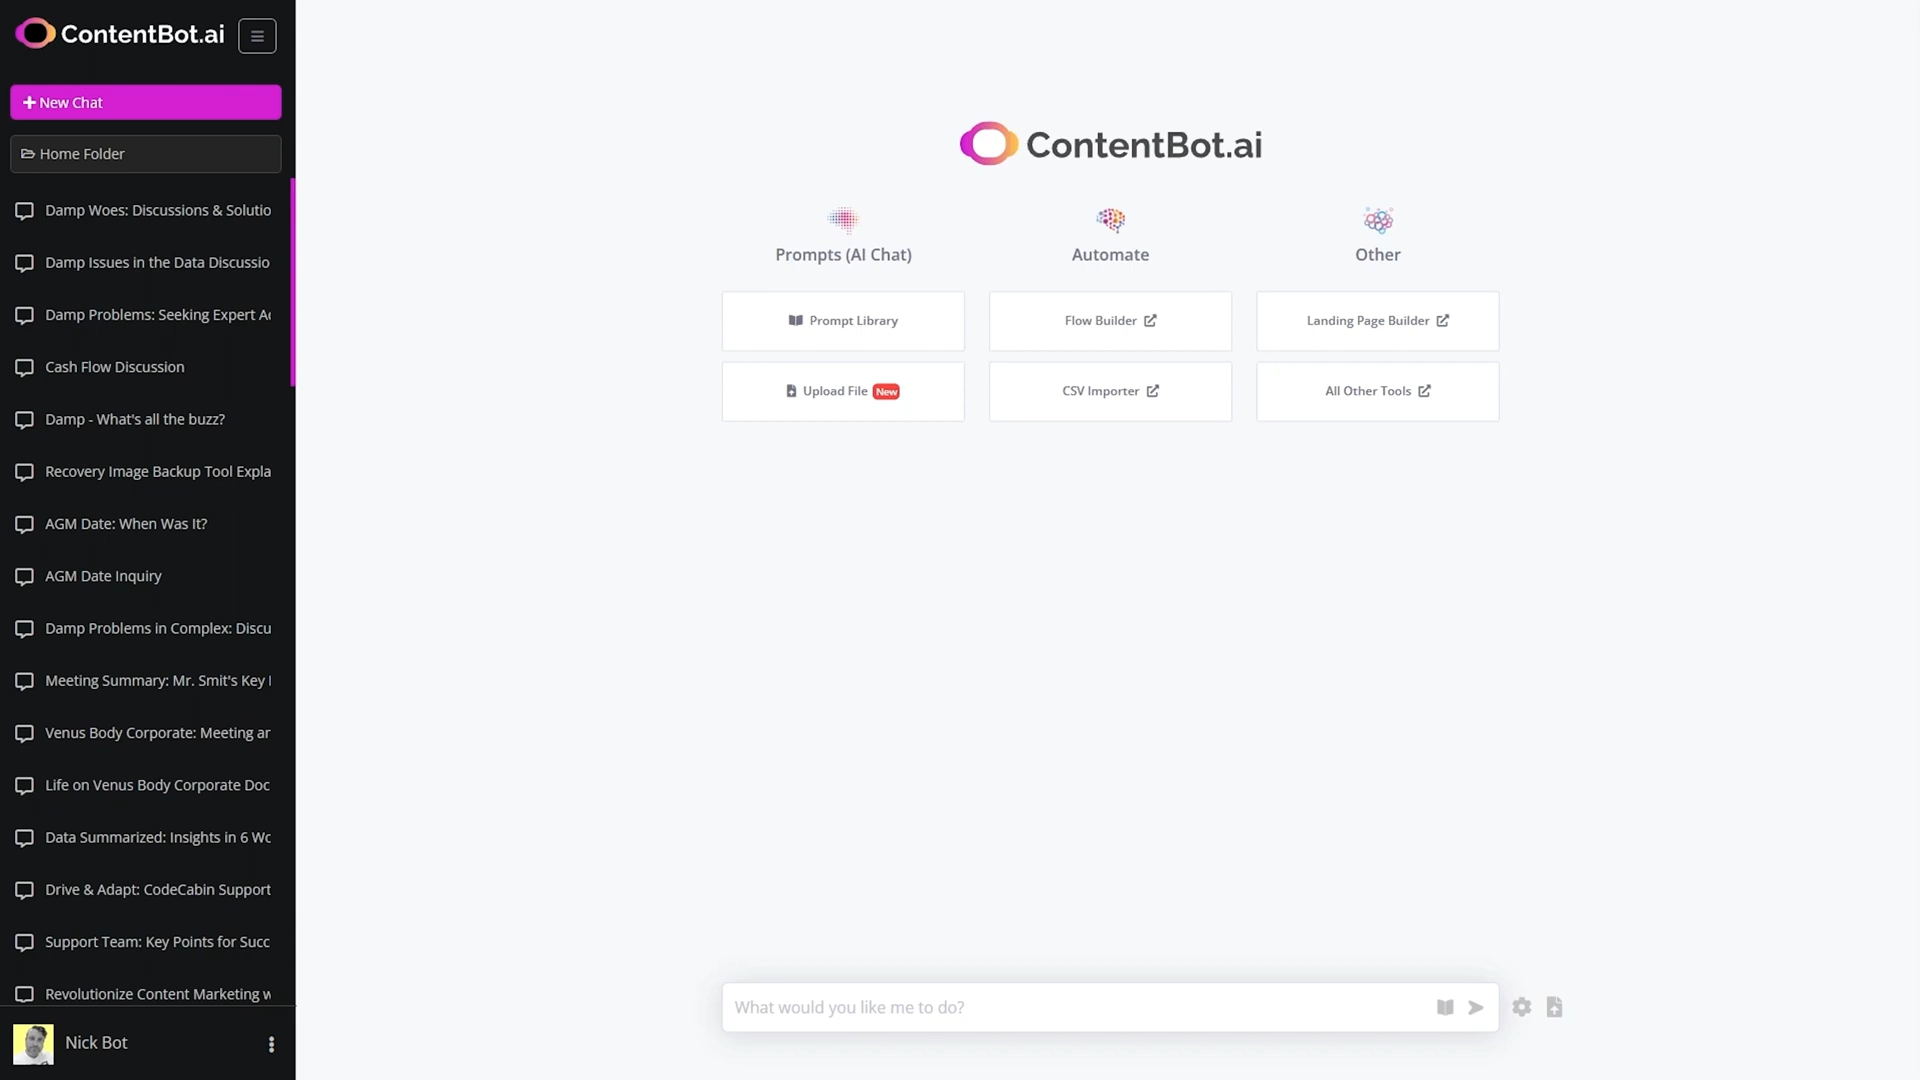 ContentBot.ai
New Chat
Home Folder
Damp Woes: Discussions & Solutio
Damp Issues in the Data Discussio
Damp Problems: Seeking Expert A
Cash Flow Discussion
Damp - What's all the buzz?
Recovery Image Backup Tool Expla
AGM Date: When Was It?
AGM Date Inquiry
Damp Problems in Complex: Discu
Meeting Summary: Mr. Smit's Key
Venus Body Corporate: Meeting ar
Life on Venus Body Corporate Doc
Data Summarized: Insights in 6 Wo
Drive & Adapt: CodeCabin Support
Support Team: Key Points for Succ
Revolutionize Content Marketing w
Nick Bot
ContentBot.ai
Prompts (AI Chat)
Automate
Other
Prompt Library
Flow Builder
Landing Page Builder
Upload File New
CSV Importer
All Other Tools
What would you like me to do?